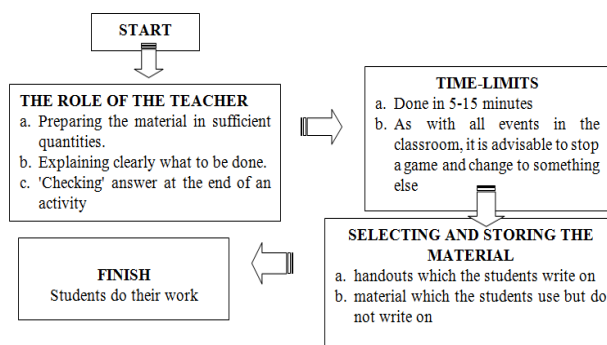 START
THE ROLE OF THE TEACHER
a. Preparing the material in sufficient
quantities.
b. Explaining clearly what to be done.
c. 'Checking' answer at the end of an
activity
TIME-LIMITS
a. Done in 5-15 minutes
b. As with all events in the
classroom, it is advisable to stop
a game and change to something
else
SELECTING AND STORING THE
MATERIAL
a. handouts which the students write on
b. material which the students use but do
not write on
FINISH
Students do their work